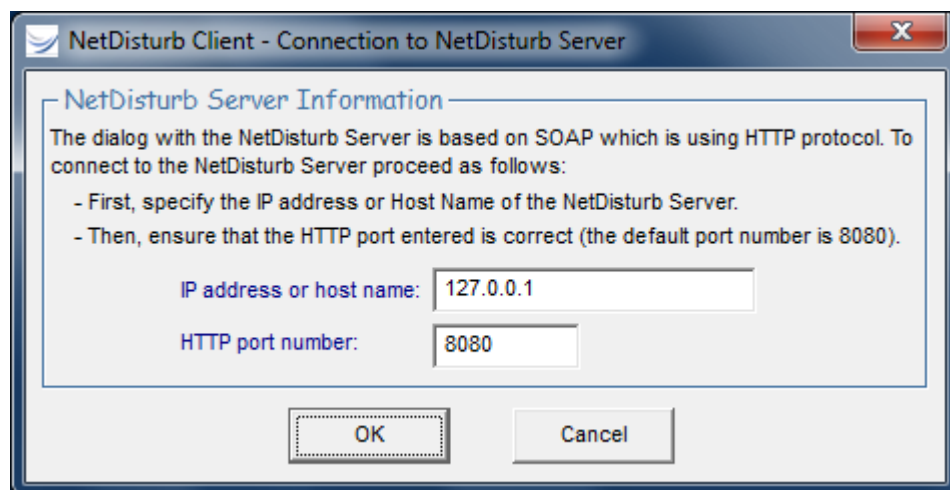 NetDisturb Client - Connection to NetDisturb Server
NetDisturb Server Information
The dialog with the NetDisturb Server is based on SOAP which is using HTTP protocol. To
connect to the NetDisturb Server proceed as follows:
- First, specify the IP address or Host Name of the NetDisturb Server.
- Then, ensure that the HTTP port entered is correct (the default port number is 8080).
IP address or host name: 127.0.0.1
HTTP port number: 8080
OK Cancel